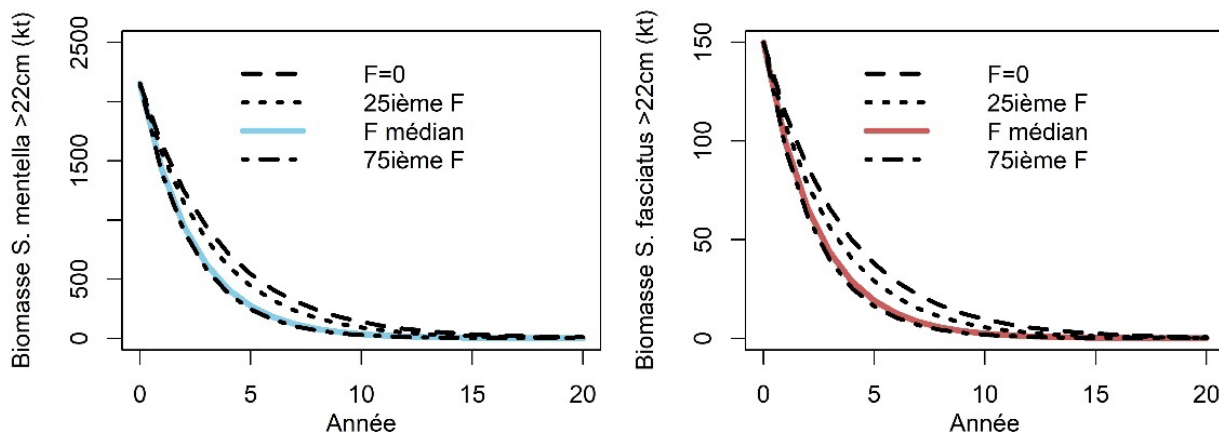 Biomasse S. mentella >22cm (kt)
2500
1500
500
0
F=0
25ième F
F médian
75ième F
0 5 10 15 20
Année
Biomasse S. fasciatus >22cm (kt)
150
100
50
0
F=0
25ième F
F médian
75ième F
0 5 10 15 20
Année